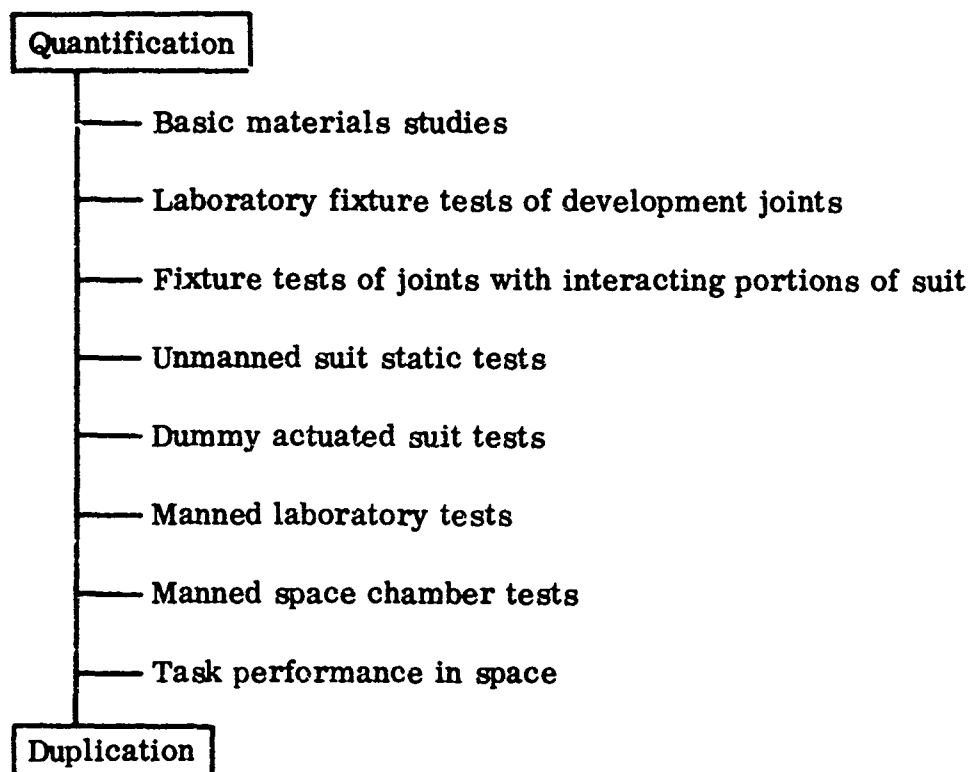 Quantification
Basic materials studies
Laboratory fixture tests of development joints
Fixture tests of joints with interacting portions of suit
Unmanned suit static tests
Dummy actuated suit tests
Manned laboratory tests
Manned space chamber tests
Task performance in space
Duplication